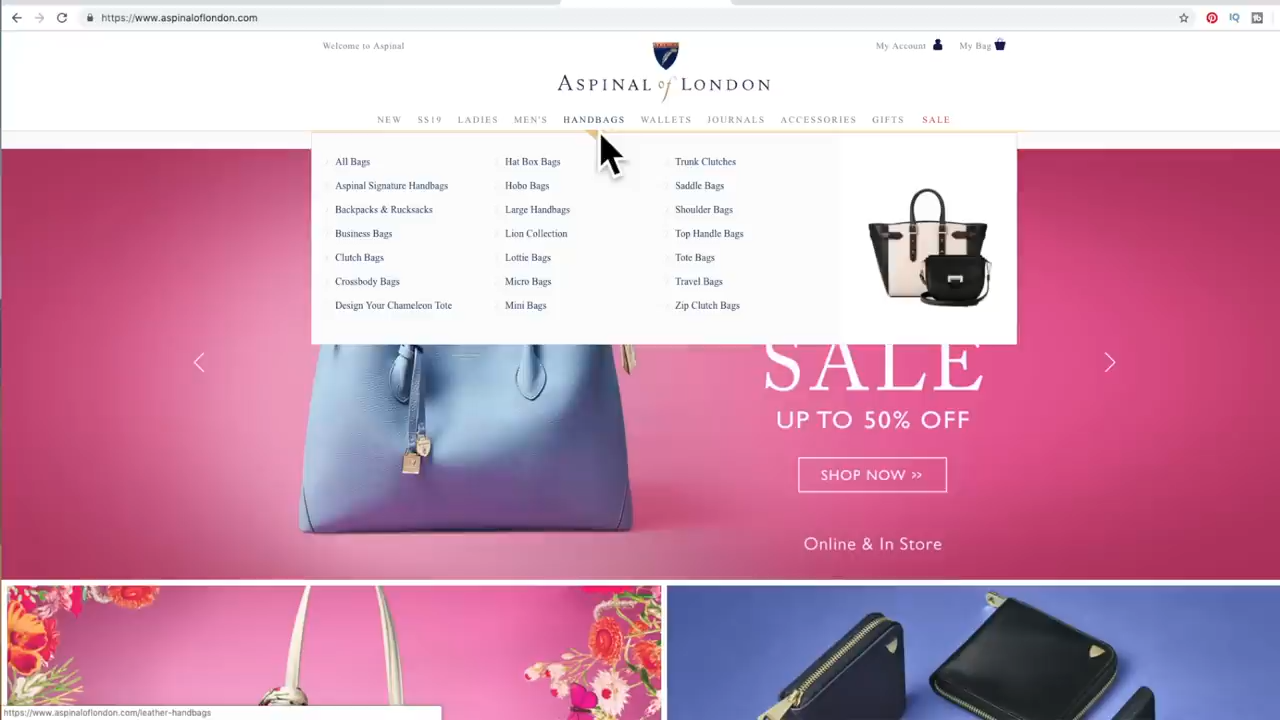 https://www.aspinaloflondon.com
Welcome to Aspinal
My Account
My Bag
ASPINAL of LONDON
NEW SS19 LADIES MEN'S HANDBAGS WALLETS JOURNALS ACCESSORIES GIFTS SALE
All Bags
Aspinal Signature Handbags
Backpacks & Rucksacks
Business Bags
Clutch Bags
Crossbody Bags
Design Your Chameleon Tote
Hat Box Bags
Hobo Bags
Large Handbags
Lion Collection
Lottie Bags
Micro Bags
Mini Bags
Trunk Clutches
Saddle Bags
Shoulder Bags
Top Handle Bags
Tote Bags
Travel Bags
Zip Clutch Bags
SALE
UP TO 50% OFF
SHOP NOW >>
Online & In Store
https://www.aspinaloflondon.com/leather-handbags